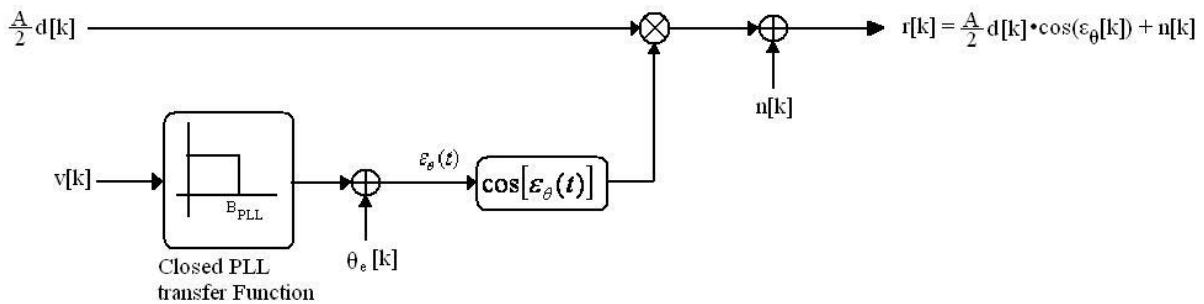 A/2 d[k]
r[k] = A/2 d[k]•cos(ε_θ[k]) + n[k]
n[k]
v[k]
B_PLL
ε_θ(t)
cos[ε_θ(t)]
θ_e[k]
Closed PLL
transfer Function